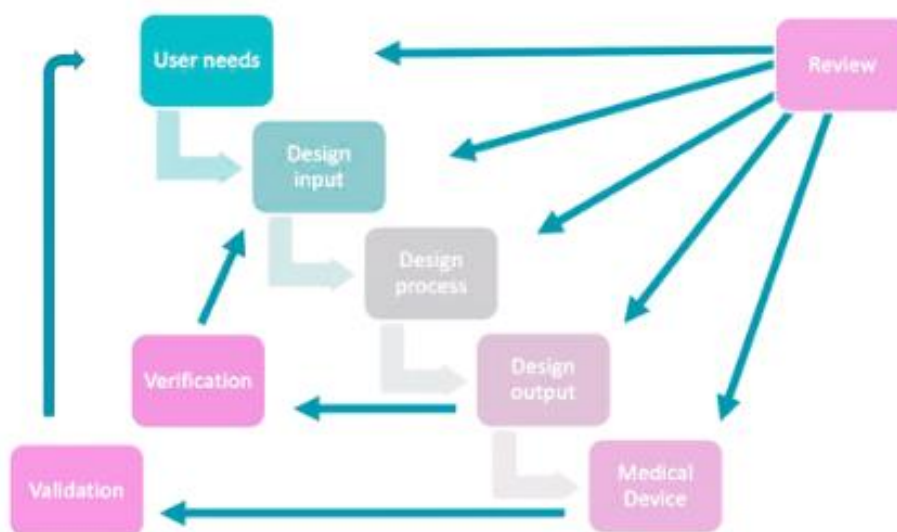 User needs
Review
Design
input
Design
process
Verification
Design
output
Validation
Medical
Device